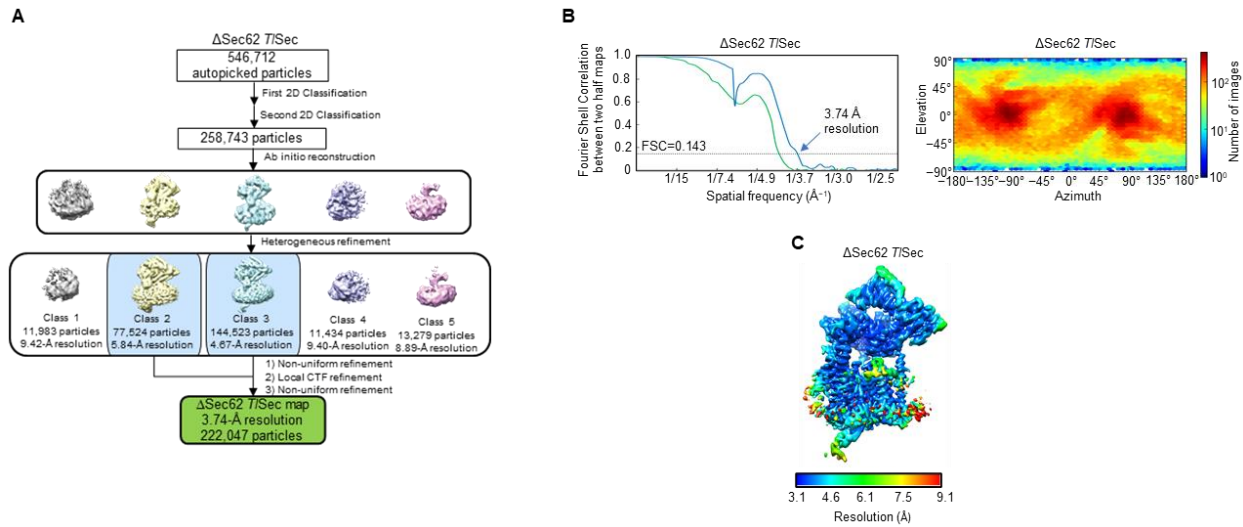 A
ΔSec62 Tl/Sec
546,712
autopicked particles
First 2D Classification
Second 2D Classification
258,743 particles
Ab initio reconstruction
Heterogeneous refinement
Class 1
11,983 particles
9.42-Å resolution
Class 2
77,524 particles
5.84-Å resolution
Class 3
144,523 particles
4.67-Å resolution
Class 4
11,434 particles
9.40-Å resolution
Class 5
13,279 particles
8.89-Å resolution
1) Non-uniform refinement
2) Local CTF refinement
3) Non-uniform refinement
ΔSec62 Tl/Sec map
3.74-Å resolution
222,047 particles
B
ΔSec62 Tl/Sec
Fourier Shell Correlation
between two half maps
1.0
0.8
0.6
0.4
0.2
0
FSC=0.143
3.74 Å
resolution
1/15 1/7.4 1/4.9 1/3.7 1/3.0 1/2.5
Spatial frequency (Å⁻¹)
ΔSec62 Tl/Sec
Elevation
90°
45°
0°
−45°
−90°
−180° −135° −90° −45° 0° 45° 90° 135° 180°
Azimuth
10²
10¹
10⁰
Number of images
C
ΔSec62 Tl/Sec
3.1 4.6 6.1 7.5 9.1
Resolution (Å)